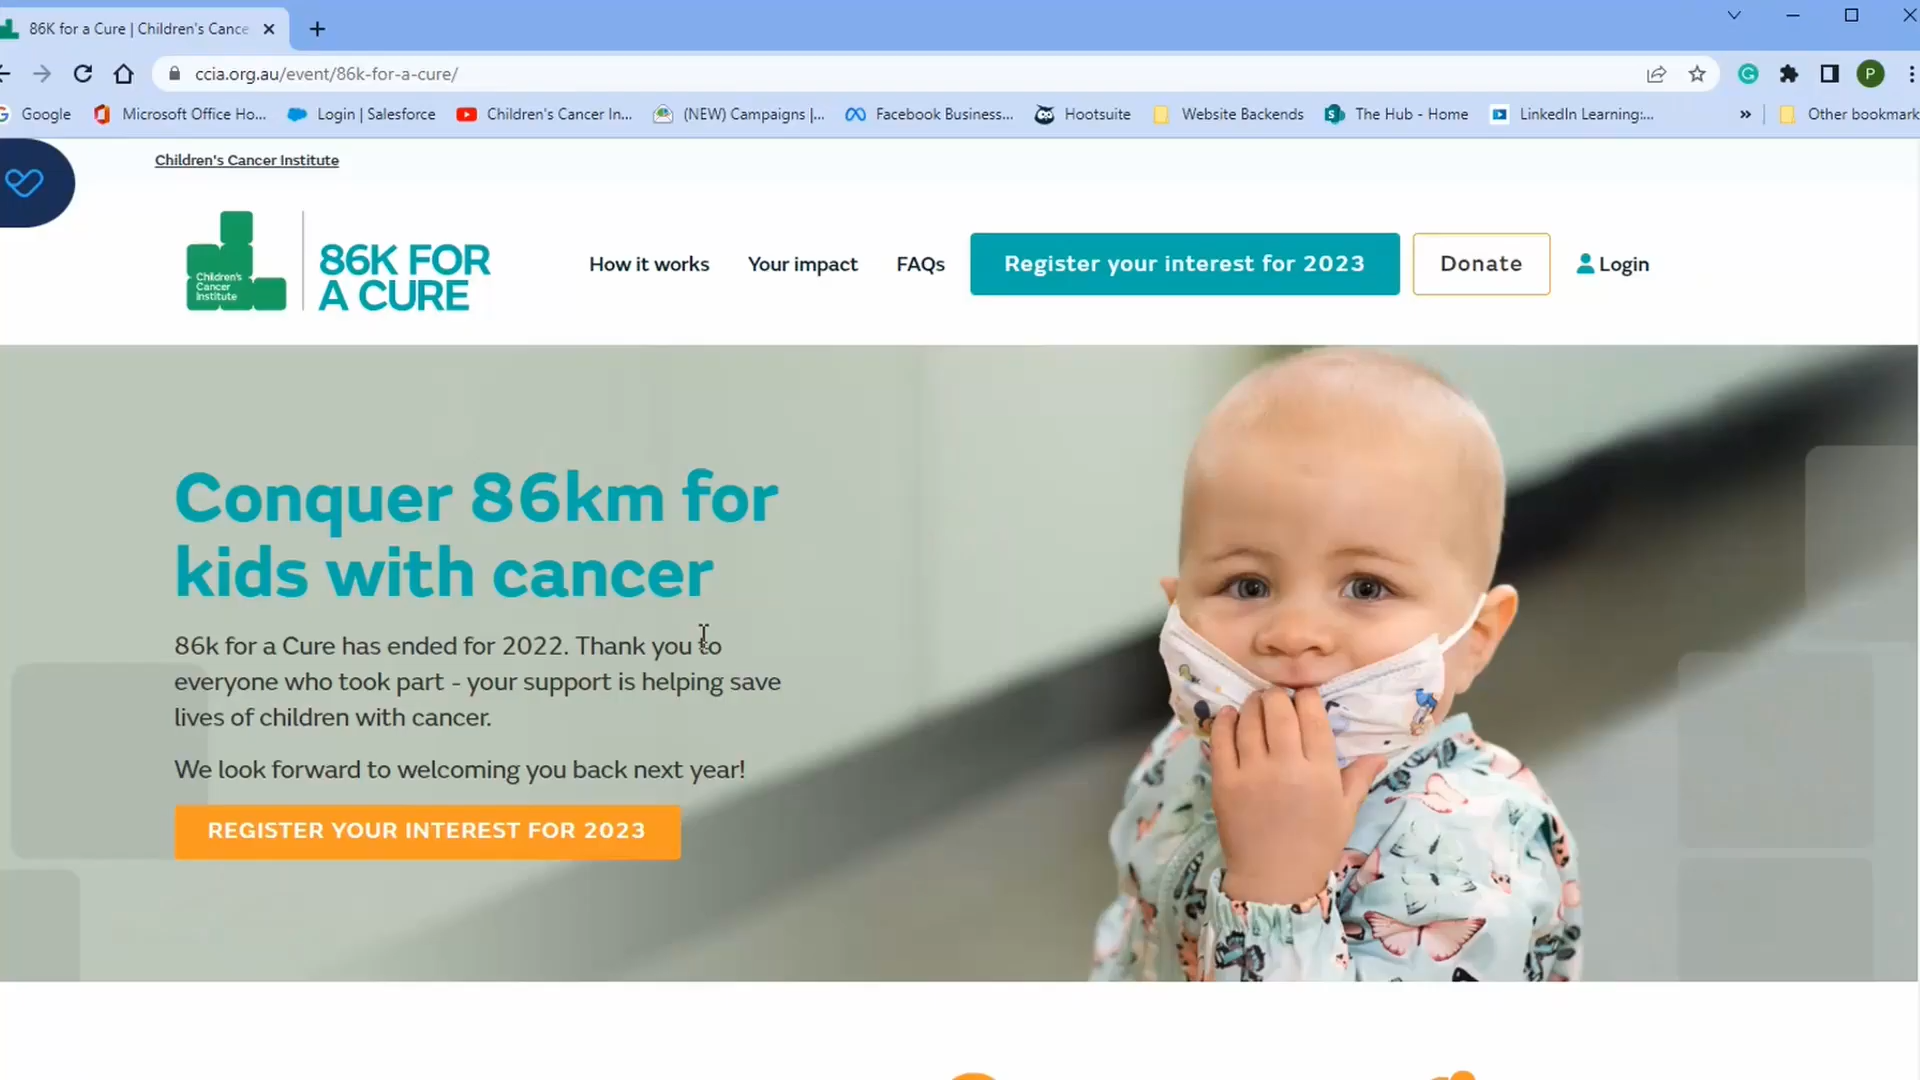 86K for a Cure | Children's Cance
ccia.org.au/event/86k-for-a-cure/
P
Google
Microsoft Office Ho...
Login | Salesforce
Children's Cancer In...
(NEW) Campaigns |...
Facebook Business...
Hootsuite
Website Backends
The Hub - Home
LinkedIn Learning:...
Other bookmark
Children's Cancer Institute
Children's
Cancer
Institute
86K FOR
A CURE
How it works
Your impact
FAQs
Register your interest for 2023
Donate
Login
Conquer 86km for
kids with cancer
86k for a Cure has ended for 2022. Thank you to
everyone who took part - your support is helping save
lives of children with cancer.
We look forward to welcoming you back next year!
REGISTER YOUR INTEREST FOR 2023